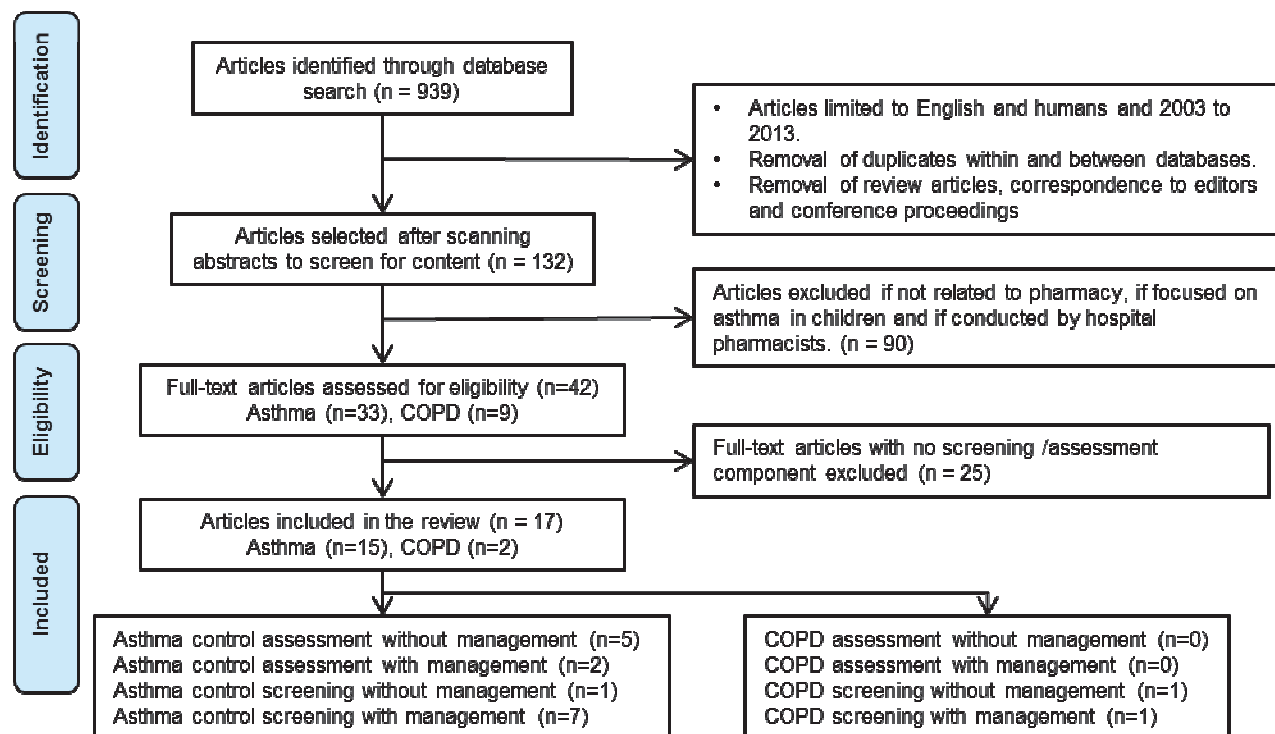 Identification
Articles identified through database
search (n = 939)
• Articles limited to English and humans and 2003 to
2013.
• Removal of duplicates within and between databases.
• Removal of review articles, correspondence to editors
and conference proceedings
Screening
Articles selected after scanning
abstracts to screen for content (n = 132)
Articles excluded if not related to pharmacy, if focused on
asthma in children and if conducted by hospital
pharmacists. (n = 90)
Eligibility
Full-text articles assessed for eligibility (n=42)
Asthma (n=33), COPD (n=9)
Full-text articles with no screening /assessment
component excluded (n = 25)
Included
Articles included in the review (n = 17)
Asthma (n=15), COPD (n=2)
Asthma control assessment without management (n=5)
Asthma control assessment with management (n=2)
Asthma control screening without management (n=1)
Asthma control screening with management (n=7)
COPD assessment without management (n=0)
COPD assessment with management (n=0)
COPD screening without management (n=1)
COPD screening with management (n=1)